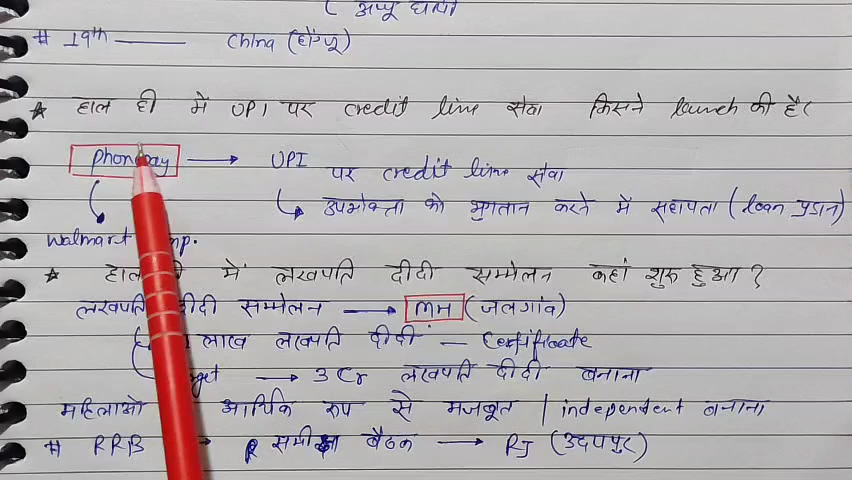 ( अप्पू घाटी
# 19th —— China (होंग्जू)
★ हाल ही में UPI पर credit line सेवा किसने launch की है(
Phonepay → UPI पर credit line सेवा
↳ उपभोक्ता को भुगतान करने में सहायता (loan प्रदान)
Walmart
★ हाल में लखपति दीदी सम्मेलन कहां शुरू हुआ?
लखपति दीदी सम्मेलन → MH (जलगांव)
लाख लखपति दीदी — Certificate
→ 3 Cr लखपति दीदी बनाना
महिलाओ आर्थिक रूप से मजबूत / independent बनाना
# RRB → समीक्षा बैठक → RJ (उदयपुर)